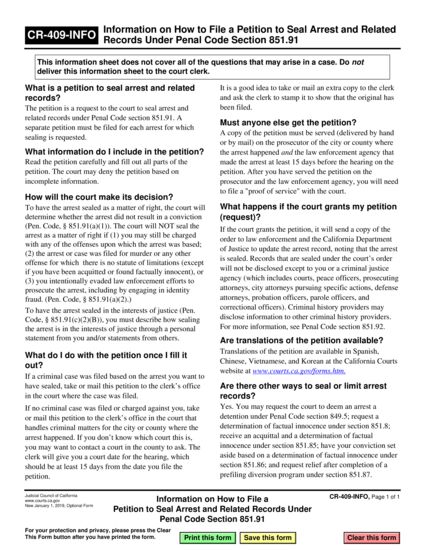 CR-409-INFO
Information on How to File a Petition to Seal Arrest and Related
Records Under Penal Code Section 851.91
This information sheet does not cover all of the questions that may arise in a case. Do not
deliver this information sheet to the court clerk.
What is a petition to seal arrest and related
records?
The petition is a request to the court to seal arrest and
related records under Penal Code section 851.91. A
separate petition must be filed for each arrest for which
sealing is requested.
What information do I include in the petition?
Read the petition carefully and fill out all parts of the
petition. The court may deny the petition based on
incomplete information.
How will the court make its decision?
To have the arrest sealed as a matter of right, the court will
determine whether the arrest did not result in a conviction
(Pen. Code, § 851.91(a)(1)). The court will NOT seal the
arrest as a matter of right if (1) you may still be charged
with any of the offenses upon which the arrest was based;
(2) the arrest or case was filed for murder or any other
offense for which there is no statute of limitations (except
if you have been acquitted or found factually innocent), or
(3) you intentionally evaded law enforcement efforts to
prosecute the arrest, including by engaging in identity
fraud. (Pen. Code, § 851.91(a)(2).)
To have the arrest sealed in the interests of justice (Pen.
Code, § 851.91(c)(2)(B)), you must describe how sealing
the arrest is in the interests of justice through a personal
statement from you and/or statements from others.
What do I do with the petition once I fill it
out?
If a criminal case was filed based on the arrest you want to
have sealed, take or mail this petition to the clerk's office
in the court where the case was filed.
If no criminal case was filed or charged against you, take
or mail this petition to the clerk's office in the court that
handles criminal matters for the city or county where the
arrest happened. If you don't know which court this is,
you may want to contact a court in the county to ask. The
clerk will give you a court date for the hearing, which
should be at least 15 days from the date you file the
petition.
It is a good idea to take or mail an extra copy to the clerk
and ask the clerk to stamp it to show that the original has
been filed.
Must anyone else get the petition?
A copy of the petition must be served (delivered by hand
or by mail) on the prosecutor of the city or county where
the arrest happened and the law enforcement agency that
made the arrest at least 15 days before the hearing on the
petition. After you have served the petition on the
prosecutor and the law enforcement agency, you will need
to file a "proof of service" with the court.
What happens if the court grants my petition
(request)?
If the court grants the petition, it will send a copy of the
order to law enforcement and the California Department
of Justice to update the arrest record, noting that the arrest
is sealed. Records that are sealed under the court's order
will not be disclosed except to you or a criminal justice
agency (which includes courts, peace officers, prosecuting
attorneys, city attorneys pursuing specific actions, defense
attorneys, probation officers, parole officers, and
correctional officers). Criminal history providers may
disclose information to other criminal history providers.
For more information, see Penal Code section 851.92.
Are translations of the petition available?
Translations of the petition are available in Spanish,
Chinese, Vietnamese, and Korean at the California Courts
website at www.courts.ca.gov/forms.htm.
Are there other ways to seal or limit arrest
records?
Yes. You may request the court to deem an arrest a
detention under Penal Code section 849.5; request a
determination of factual innocence under section 851.8;
receive an acquittal and a determination of factual
innocence under section 851.85; have your conviction set
aside based on a determination of factual innocence under
section 851.86; and request relief after completion of a
prefiling diversion program under section 851.87.
Judicial Council of California
www.courts.ca.gov
New January 1, 2019, Optional Form
Information on How to File a
Petition to Seal Arrest and Related Records Under
Penal Code Section 851.91
CR-409-INFO, Page 1 of 1
For your protection and privacy, please press the Clear
This Form button after you have printed the form.
Print this form
Save this form
Clear this form